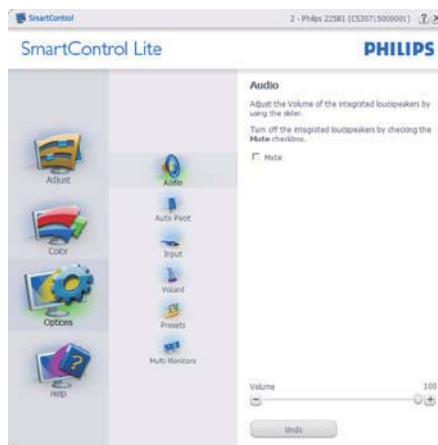 SmartControl
2 - Philips 225B1 (CS30715000001)
SmartControl Lite
PHILIPS
Adjust
Color
Options
Help
Audio
Auto Pivot
Input
Wizard
Presets
Multi Monitors
Audio
Adjust the Volume of the integrated loudspeakers by
using the slider.
Turn off the integrated loudspeakers by checking the
Mute checkbox.
Mute
Volume
100
Undo